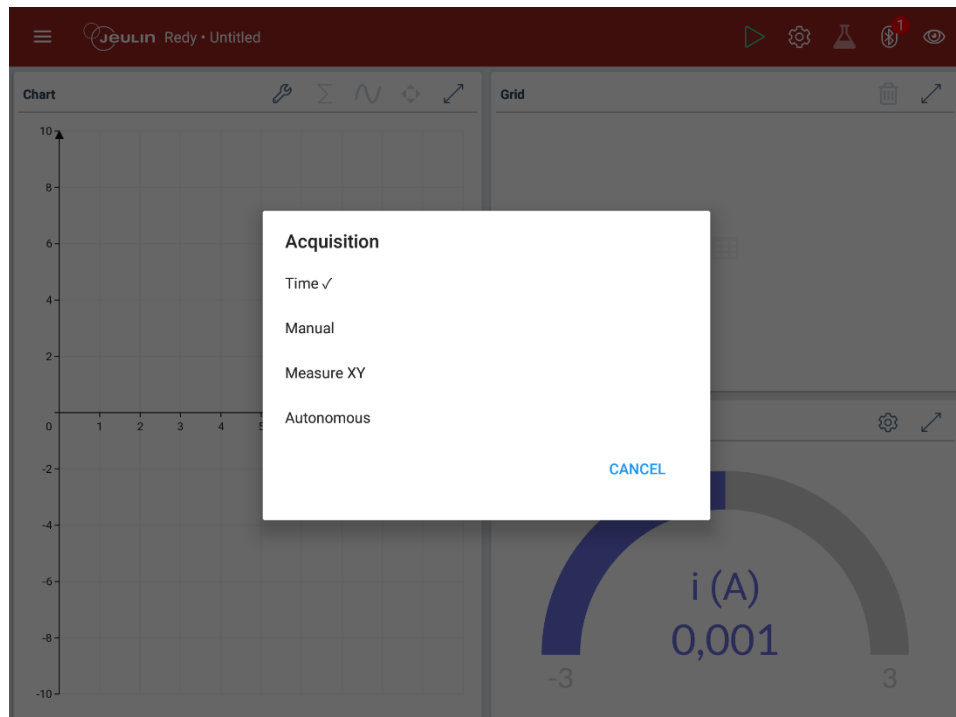 Jeulin Redy • Untitled
1
Chart
Grid
10
8
6
4
2
0 1 2 3 4 5
-2
-4
-6
-8
-10
Acquisition
Time ✓
Manual
Measure XY
Autonomous
CANCEL
i (A)
0,001
-3 3